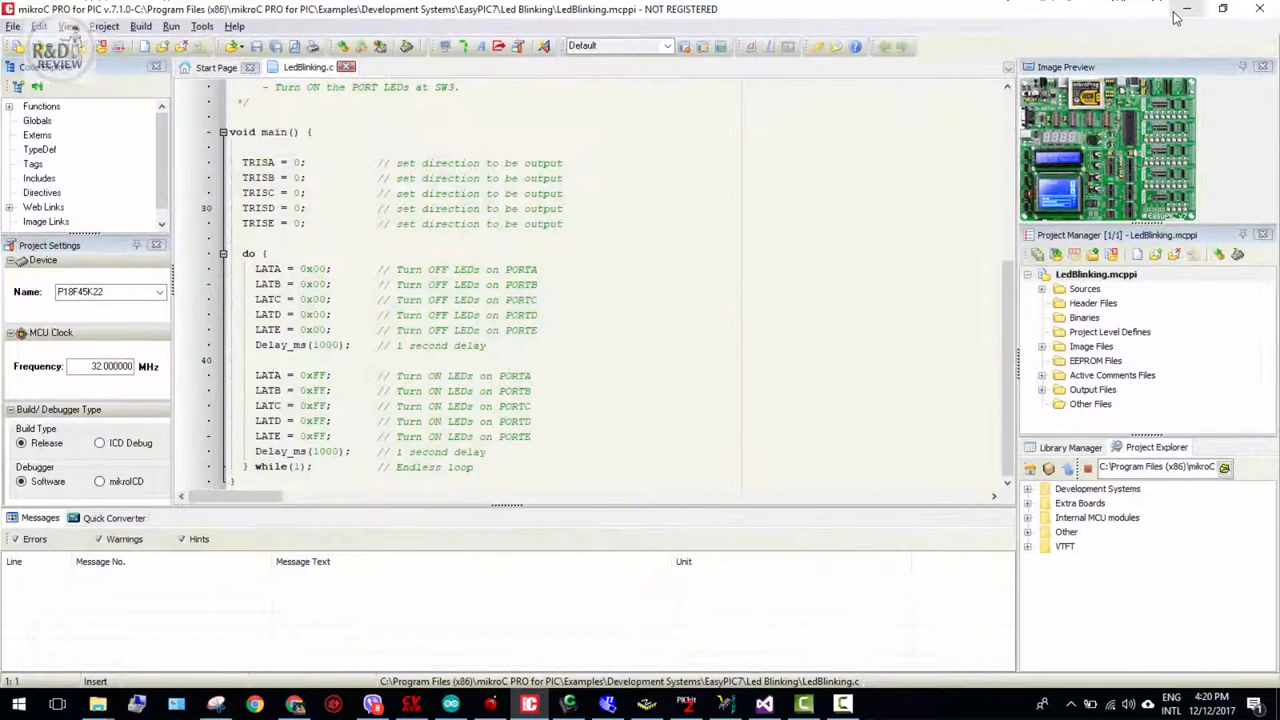 mikroC PRO for PIC v.7.1.0-C:\Program Files (x86)\mikroC PRO for PIC\Examples\Development Systems\EasyPIC7\Led Blinking\LedBlinking.mcppi - NOT REGISTERED
File Edit View Project Build Run Tools Help
Default
R&D
REVIEW
Start Page
LedBlinking.c
Image Preview
Functions
Globals
Externs
TypeDef
Tags
Includes
Directives
Web Links
Image Links
Project Settings
Device
Name: P18F45K22
MCU Clock
Frequency: 32.000000 MHz
Build/ Debugger Type
Build Type
Release ICD Debug
Debugger
Software mikroICD
- Turn ON the PORT LEDs at SW3.
*/
void main() {
TRISA = 0; // set direction to be output
TRISB = 0; // set direction to be output
TRISC = 0; // set direction to be output
30 TRISD = 0; // set direction to be output
TRISE = 0; // set direction to be output
do {
LATA = 0x00; // Turn OFF LEDs on PORTA
LATB = 0x00; // Turn OFF LEDs on PORTB
LATC = 0x00; // Turn OFF LEDs on PORTC
LATD = 0x00; // Turn OFF LEDs on PORTD
LATE = 0x00; // Turn OFF LEDs on PORTE
Delay_ms(1000); // 1 second delay
40
LATA = 0xFF; // Turn ON LEDs on PORTA
LATB = 0xFF; // Turn ON LEDs on PORTB
LATC = 0xFF; // Turn ON LEDs on PORTC
LATD = 0xFF; // Turn ON LEDs on PORTD
LATE = 0xFF; // Turn ON LEDs on PORTE
Delay_ms(1000); // 1 second delay
} while(1); // Endless loop
}
EasyPIC v7
Project Manager [1/1] - LedBlinking.mcppi
LedBlinking.mcppi
Sources
Header Files
Binaries
Project Level Defines
Image Files
EEPROM Files
Active Comments Files
Output Files
Other Files
Library Manager Project Explorer
C:\Program Files (x86)\mikroC
Development Systems
Extra Boards
Internal MCU modules
Other
VTFT
Messages Quick Converter
Errors Warnings Hints
Line Message No. Message Text Unit
1: 1 Insert C:\Program Files (x86)\mikroC PRO for PIC\Examples\Development Systems\EasyPIC7\Led Blinking\LedBlinking.c
ENG 4:20 PM
INTL 12/12/2017